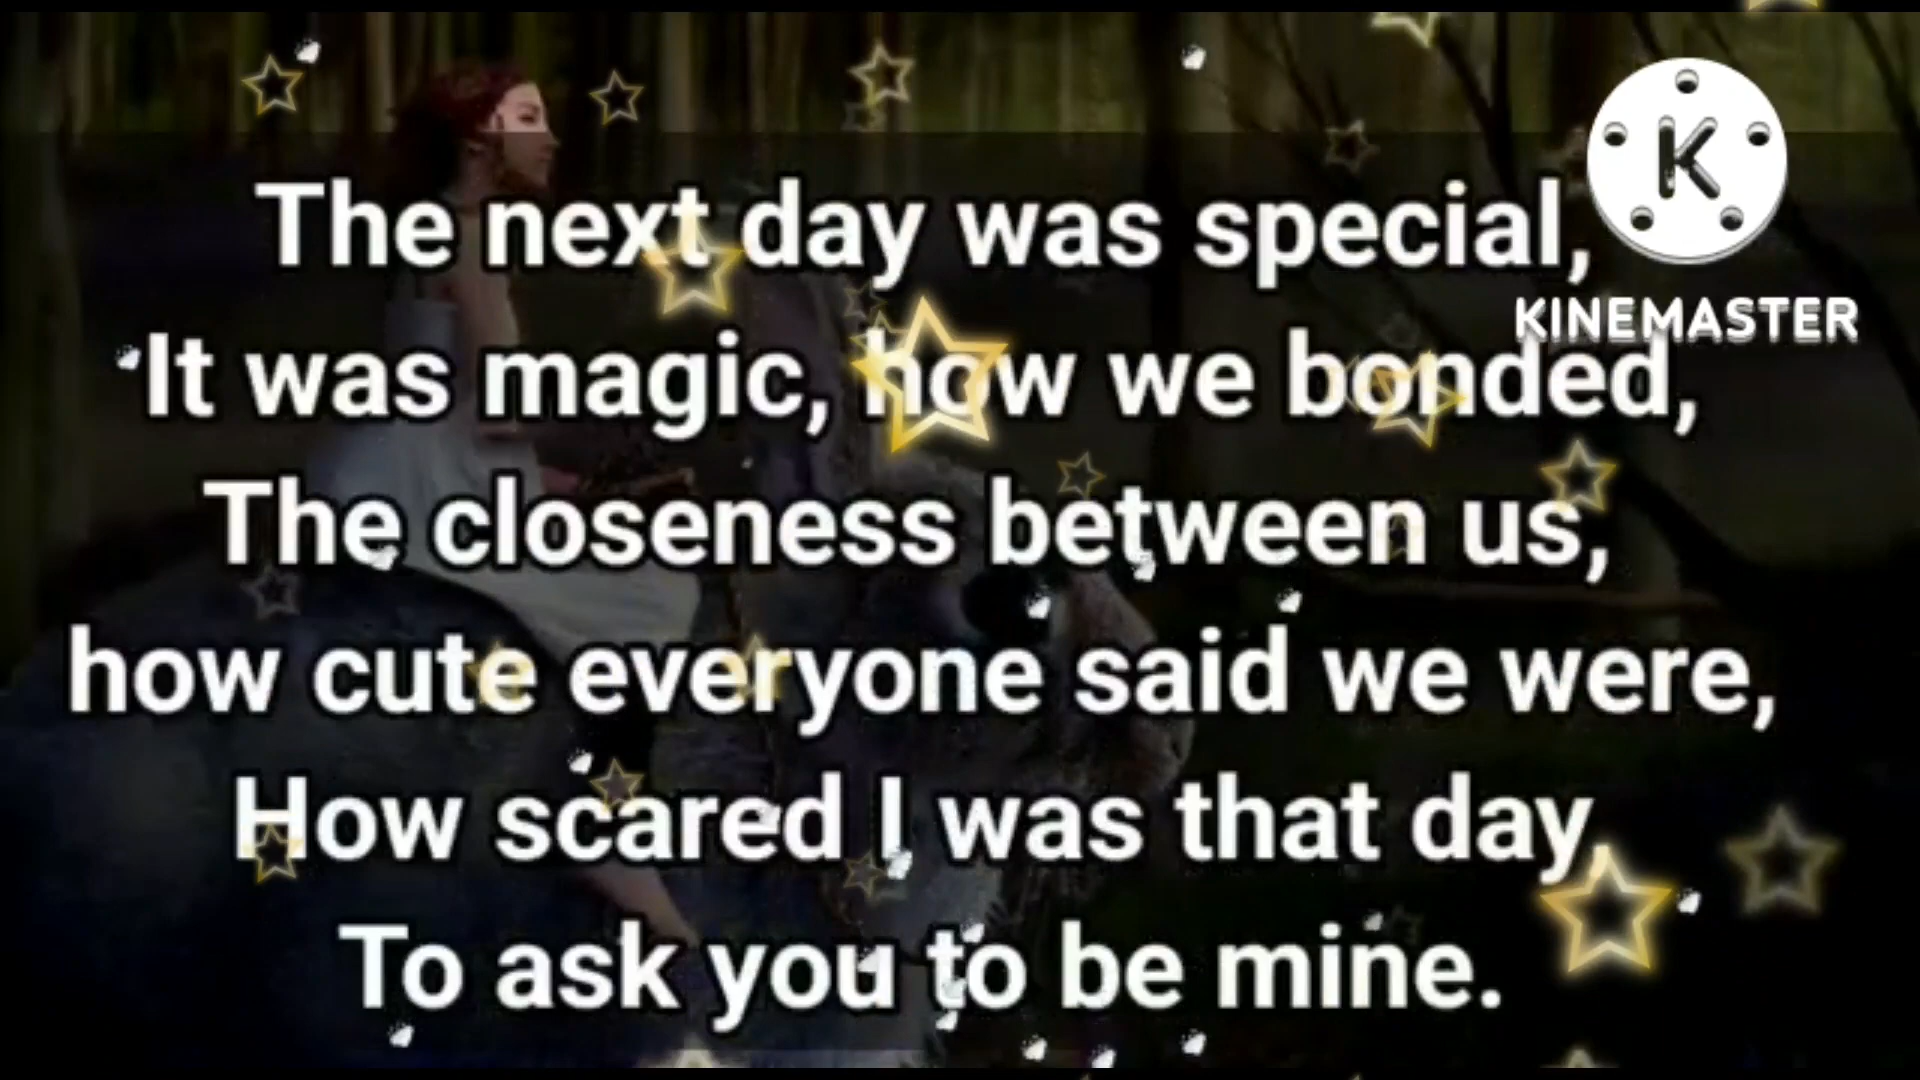 The next day was special,
It was magic, how we bonded,
The closeness between us,
how cute everyone said we were,
How scared I was that day,
To ask you to be mine.
K
KINEMASTER